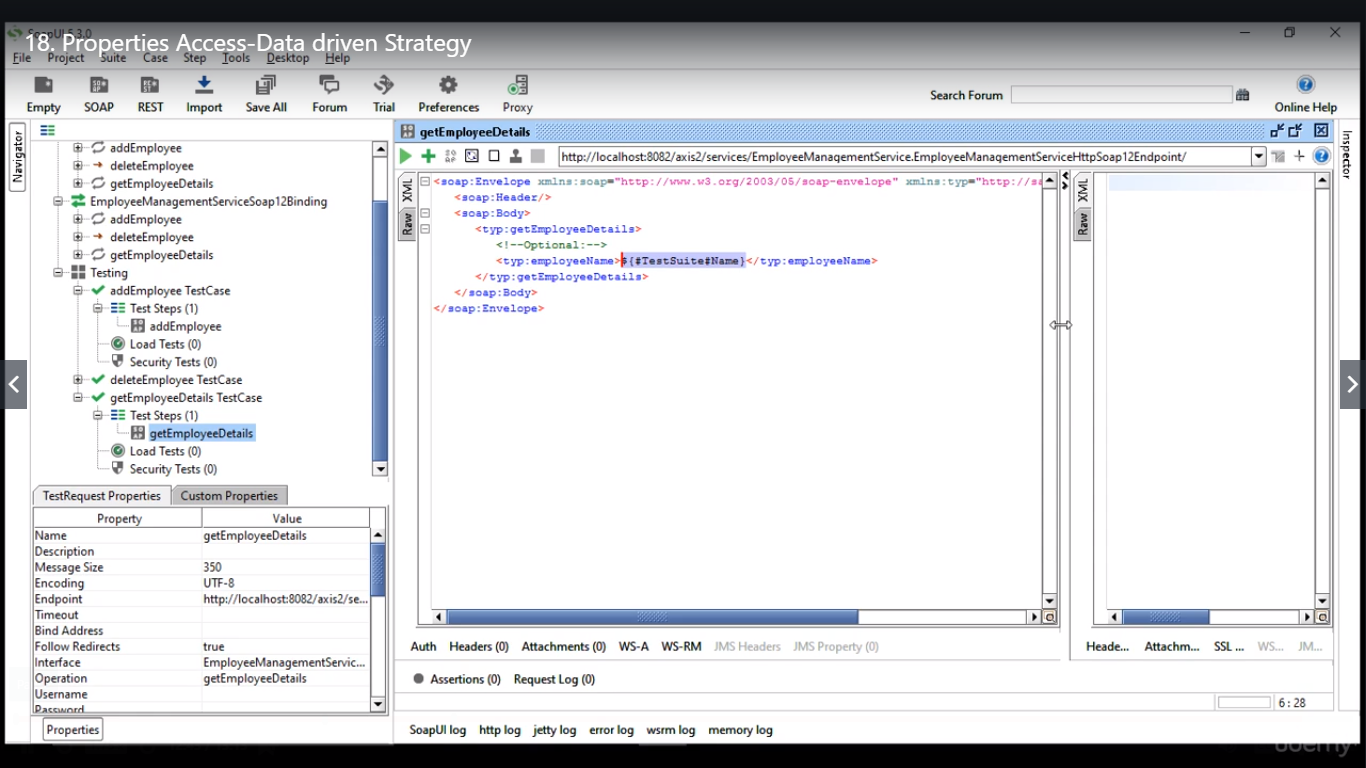 SoapUI 5.3.0
18. Properties Access-Data driven Strategy
File Project Suite Case Step Tools Desktop Help
Empty SOAP REST Import Save All Forum Trial Preferences Proxy
Search Forum
Online Help
Navigator
addEmployee
deleteEmployee
getEmployeeDetails
EmployeeManagementServiceSoap12Binding
addEmployee
deleteEmployee
getEmployeeDetails
Testing
addEmployee TestCase
Test Steps (1)
addEmployee
Load Tests (0)
Security Tests (0)
deleteEmployee TestCase
getEmployeeDetails TestCase
Test Steps (1)
getEmployeeDetails
Load Tests (0)
Security Tests (0)
TestRequest Properties Custom Properties
Property Value
Name getEmployeeDetails
Description
Message Size 350
Encoding UTF-8
Endpoint http://localhost:8082/axis2/se...
Timeout
Bind Address
Follow Redirects true
Interface EmployeeManagementServic...
Operation getEmployeeDetails
Username
Password
Properties
getEmployeeDetails
http://localhost:8082/axis2/services/EmployeeManagementService.EmployeeManagementServiceHttpSoap12Endpoint/
XML
Raw
<soap:Envelope xmlns:soap="http://www.w3.org/2003/05/soap-envelope" xmlns:typ="http://sa
<soap:Header/>
<soap:Body>
<typ:getEmployeeDetails>
<!--Optional:-->
<typ:employeeName>${#TestSuite#Name}</typ:employeeName>
</typ:getEmployeeDetails>
</soap:Body>
</soap:Envelope>
XML
Raw
Inspector
Auth Headers (0) Attachments (0) WS-A WS-RM JMS Headers JMS Property (0)
Heade... Attachm... SSL ... WS... JM...
Assertions (0) Request Log (0)
6 : 28
SoapUI log http log jetty log error log wsrm log memory log
udemy